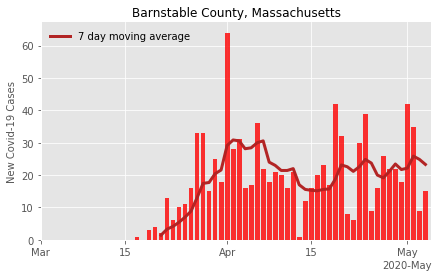 Barnstable County, Massachusetts
7 day moving average
New Covid-19 Cases
60
50
40
30
20
10
0
Mar
15
Apr
15
May
2020-May